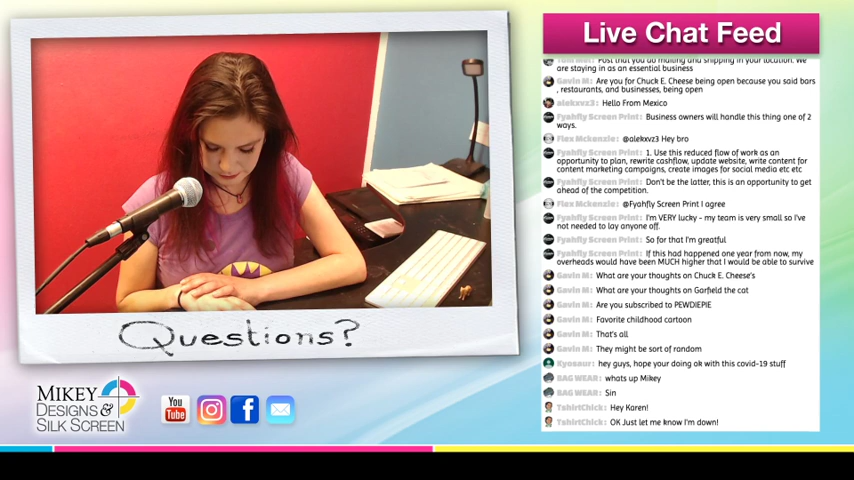 Live Chat Feed
Post that you do mailing and shipping in your location. We
are staying in as an essential business
Gavin M: Are you for Chuck E. Cheese being open because you said bars
, restaurants, and businesses, being open
alekxvz3: Hello From Mexico
Fyahfly Screen Print: Business owners will handle this thing one of 2
ways.
Flex Mckenzie: @alekxvz3 Hey bro
Fyahfly Screen Print: 1. Use this reduced flow of work as an
opportunity to plan, rewrite cashflow, update website, write content for
content marketing campaigns, create images for social media etc etc
Fyahfly Screen Print: Don't be the latter, this is an opportunity to get
ahead of the competition.
Flex Mckenzie: @Fyahfly Screen Print I agree
Fyahfly Screen Print: I'm VERY lucky - my team is very small so I've
not needed to lay anyone off.
Fyahfly Screen Print: So for that I'm greatful
Fyahfly Screen Print: If this had happened one year from now, my
overheads would have been MUCH higher that I would be able to survive
Gavin M: What are your thoughts on Chuck E. Cheese's
Gavin M: What are your thoughts on Garfield the cat
Gavin M: Are you subscribed to PEWDIEPIE
Gavin M: Favorite childhood cartoon
Gavin M: That's all
Gavin M: They might be sort of random
Kyosaur: hey guys, hope your doing ok with this covid-19 stuff
BAG WEAR: whats up Mikey
BAG WEAR: Sin
TshirtChick: Hey Karen!
TshirtChick: OK Just let me know I'm down!
Questions?
MIKEY
DESIGNS &
SILK SCREEN
You
Tube